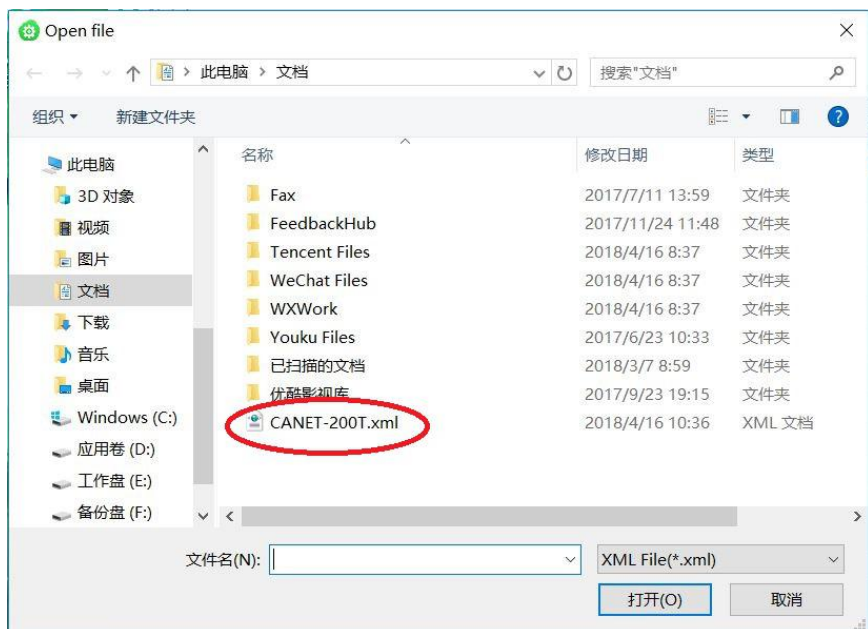 Open file
此电脑 › 文档
搜索"文档"
组织 新建文件夹
名称 修改日期 类型
此电脑
3D 对象
视频
图片
文档
下载
音乐
桌面
Windows (C:)
应用卷 (D:)
工作盘 (E:)
备份盘 (F:)
Fax 2017/7/11 13:59 文件夹
FeedbackHub 2017/11/24 11:48 文件夹
Tencent Files 2018/4/16 8:37 文件夹
WeChat Files 2018/4/16 8:37 文件夹
WXWork 2018/4/16 8:37 文件夹
Youku Files 2017/6/23 10:33 文件夹
已扫描的文档 2018/3/7 8:59 文件夹
优酷影视库 2017/9/23 19:15 文件夹
CANET-200T.xml 2018/4/16 10:36 XML 文档
文件名(N): XML File(*.xml)
打开(O) 取消